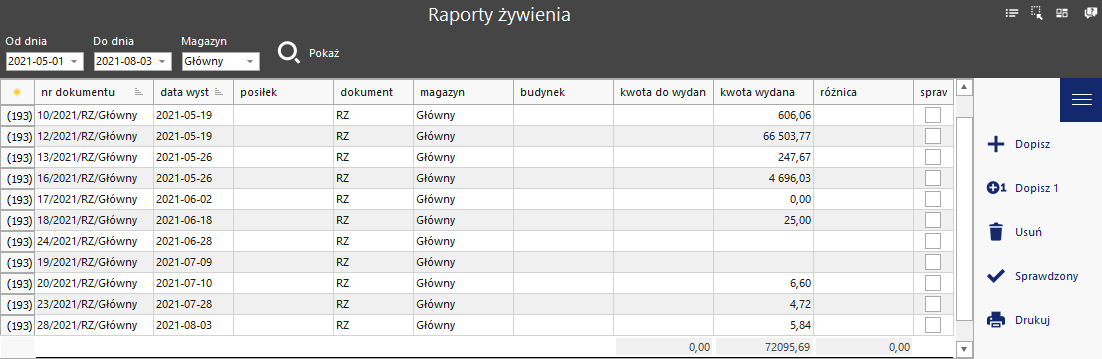 Raporty żywienia
Od dnia Do dnia Magazyn
2021-05-01 2021-08-03 Główny Pokaż
nr dokumentu data wyst posiłek dokument magazyn budynek kwota do wydan kwota wydana różnica spraw
(193) 10/2021/RZ/Główny 2021-05-19 RZ Główny 606,06
(193) 12/2021/RZ/Główny 2021-05-19 RZ Główny 66 503,77
(193) 13/2021/RZ/Główny 2021-05-26 RZ Główny 247,67
(193) 16/2021/RZ/Główny 2021-05-26 RZ Główny 4 696,03
(193) 17/2021/RZ/Główny 2021-06-02 RZ Główny 0,00
(193) 18/2021/RZ/Główny 2021-06-18 RZ Główny 25,00
(193) 24/2021/RZ/Główny 2021-06-28 RZ Główny
(193) 19/2021/RZ/Główny 2021-07-09 RZ Główny
(193) 20/2021/RZ/Główny 2021-07-10 RZ Główny 6,60
(193) 23/2021/RZ/Główny 2021-07-28 RZ Główny 4,72
(193) 28/2021/RZ/Główny 2021-08-03 RZ Główny 5,84
0,00 72095,69 0,00
Dopisz
1 Dopisz 1
Usuń
Sprawdzony
Drukuj